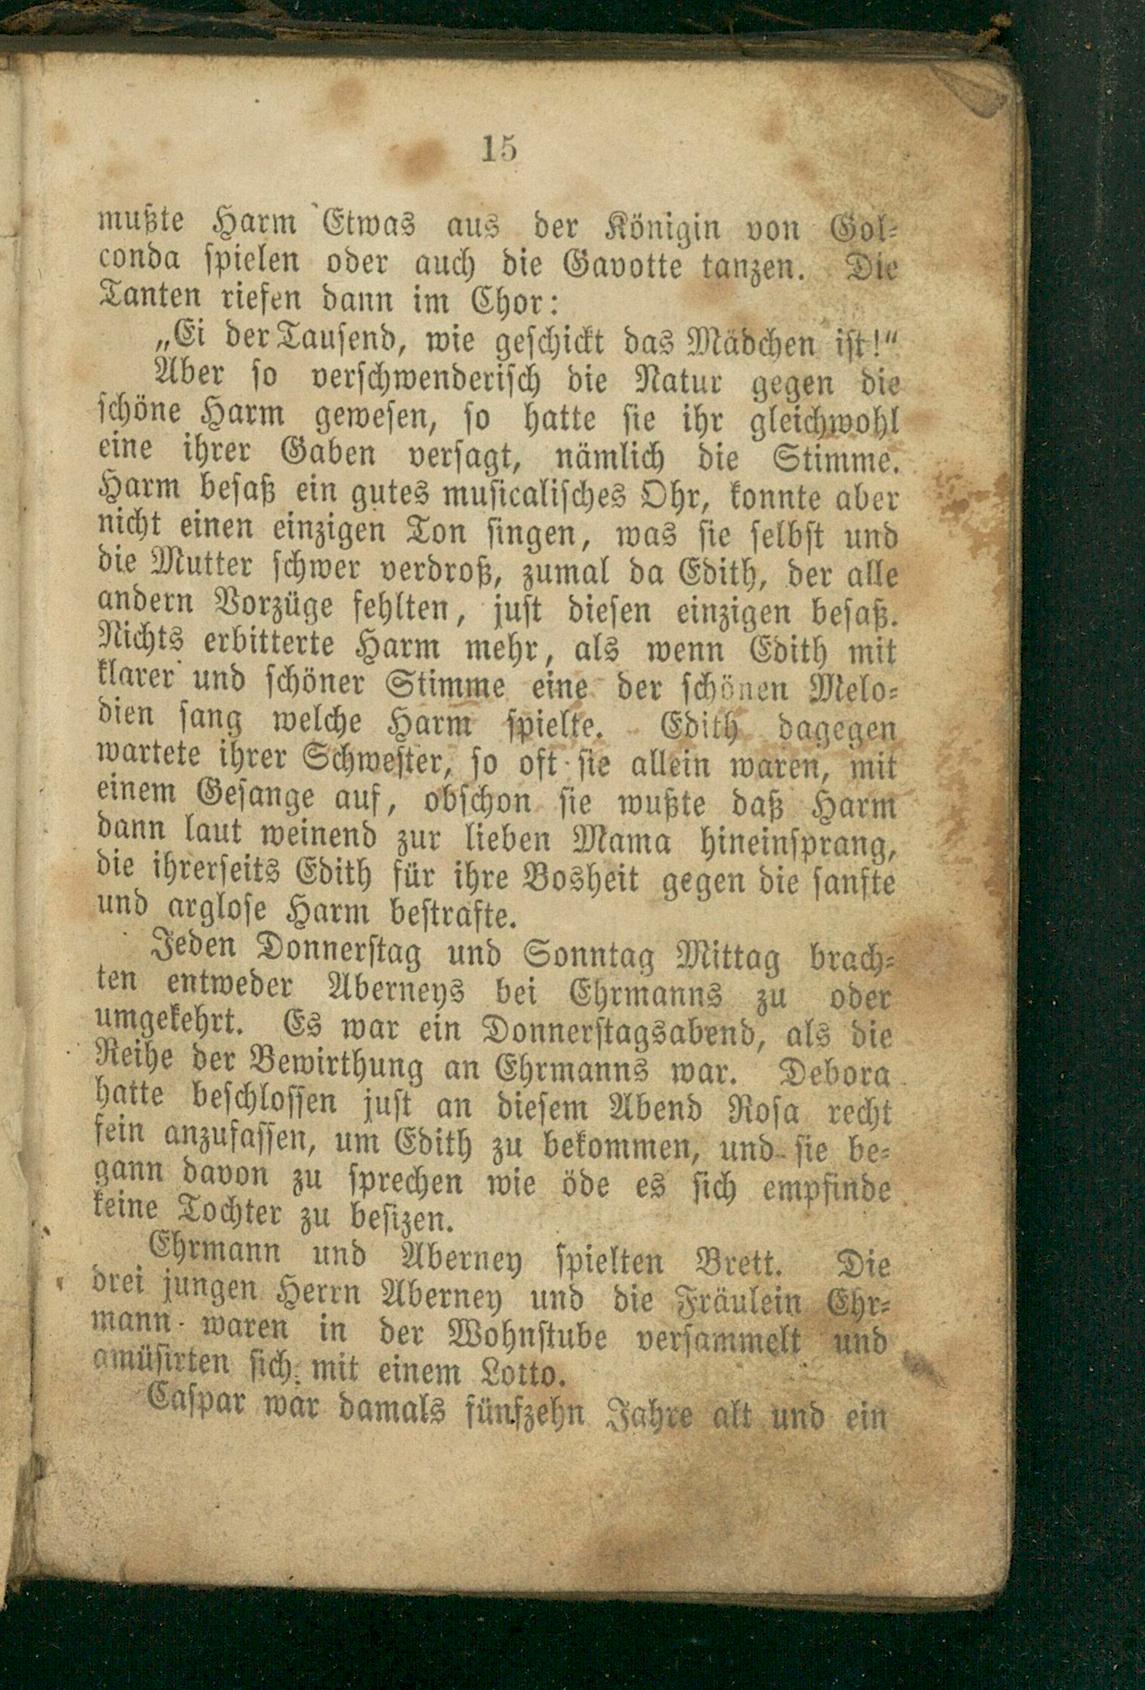 15
mußte Harm Etwas aus der Königin von Gol-
conda spielen oder auch die Gavotte tanzen. Die
Tanten riefen dann im Chor:
„Ei der Tausend, wie geschickt das Mädchen ist!“
Aber so verschwenderisch die Natur gegen die
schöne Harm gewesen, so hatte sie ihr gleichwohl
eine ihrer Gaben versagt, nämlich die Stimme.
Harm besaß ein gutes musicalisches Ohr, konnte aber
nicht einen einzigen Ton singen, was sie selbst und
die Mutter schwer verdroß, zumal da Edith, der alle
andern Vorzüge fehlten, just diesen einzigen besaß.
Nichts erbitterte Harm mehr, als wenn Edith mit
klarer und schöner Stimme eine der schönen Melo-
dien sang welche Harm spielte. Edith dagegen
wartete ihrer Schwester, so oft sie allein waren, mit
einem Gesange auf, obschon sie wußte daß Harm
dann laut weinend zur lieben Mama hineinsprang,
die ihrerseits Edith für ihre Bosheit gegen die sanfte
und arglose Harm bestrafte.
Jeden Donnerstag und Sonntag Mittag brach-
ten entweder Aberneys bei Ehrmanns zu oder
umgekehrt. Es war ein Donnerstagsabend, als die
Reihe der Bewirthung an Ehrmanns war. Debora
hatte beschlossen just an diesem Abend Rosa recht
fein anzufassen, um Edith zu bekommen, und sie be-
gann davon zu sprechen wie öde es sich empfinde
keine Tochter zu besizen.
Ehrmann und Aberney spielten Brett. Die
drei jungen Herrn Aberney und die Fräulein Ehr-
mann waren in der Wohnstube versammelt und
amüsirten sich mit einem Lotto.
Caspar war damals fünfzehn Jahre alt und ein